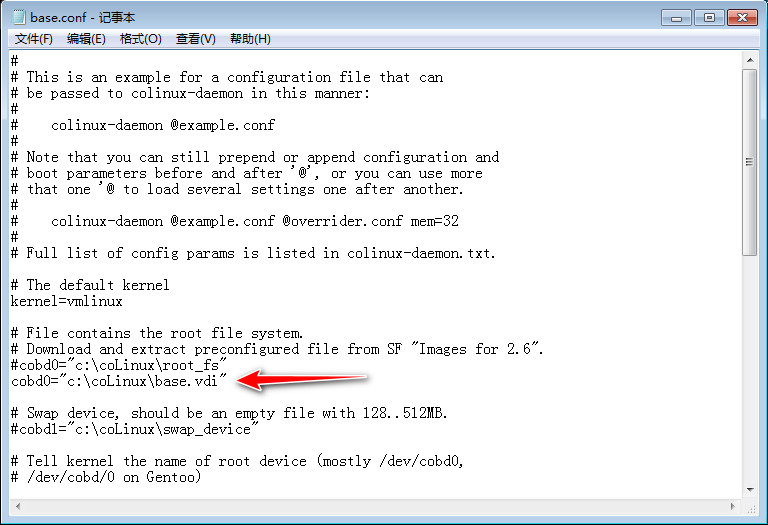 base.conf - 记事本
文件(F) 编辑(E) 格式(O) 查看(V) 帮助(H)
#
# This is an example for a configuration file that can
# be passed to colinux-daemon in this manner:
#
#    colinux-daemon @example.conf
#
# Note that you can still prepend or append configuration and
# boot parameters before and after '@', or you can use more
# that one '@ to load several settings one after another.
#
#    colinux-daemon @example.conf @overrider.conf mem=32
#
# Full list of config params is listed in colinux-daemon.txt.

# The default kernel
kernel=vmlinux

# File contains the root file system.
# Download and extract preconfigured file from SF "Images for 2.6".
#cobd0="c:\coLinux\root_fs"
cobd0="c:\coLinux\base.vdi"

# Swap device, should be an empty file with 128..512MB.
#cobd1="c:\coLinux\swap_device"

# Tell kernel the name of root device (mostly /dev/cobd0,
# /dev/cobd/0 on Gentoo)